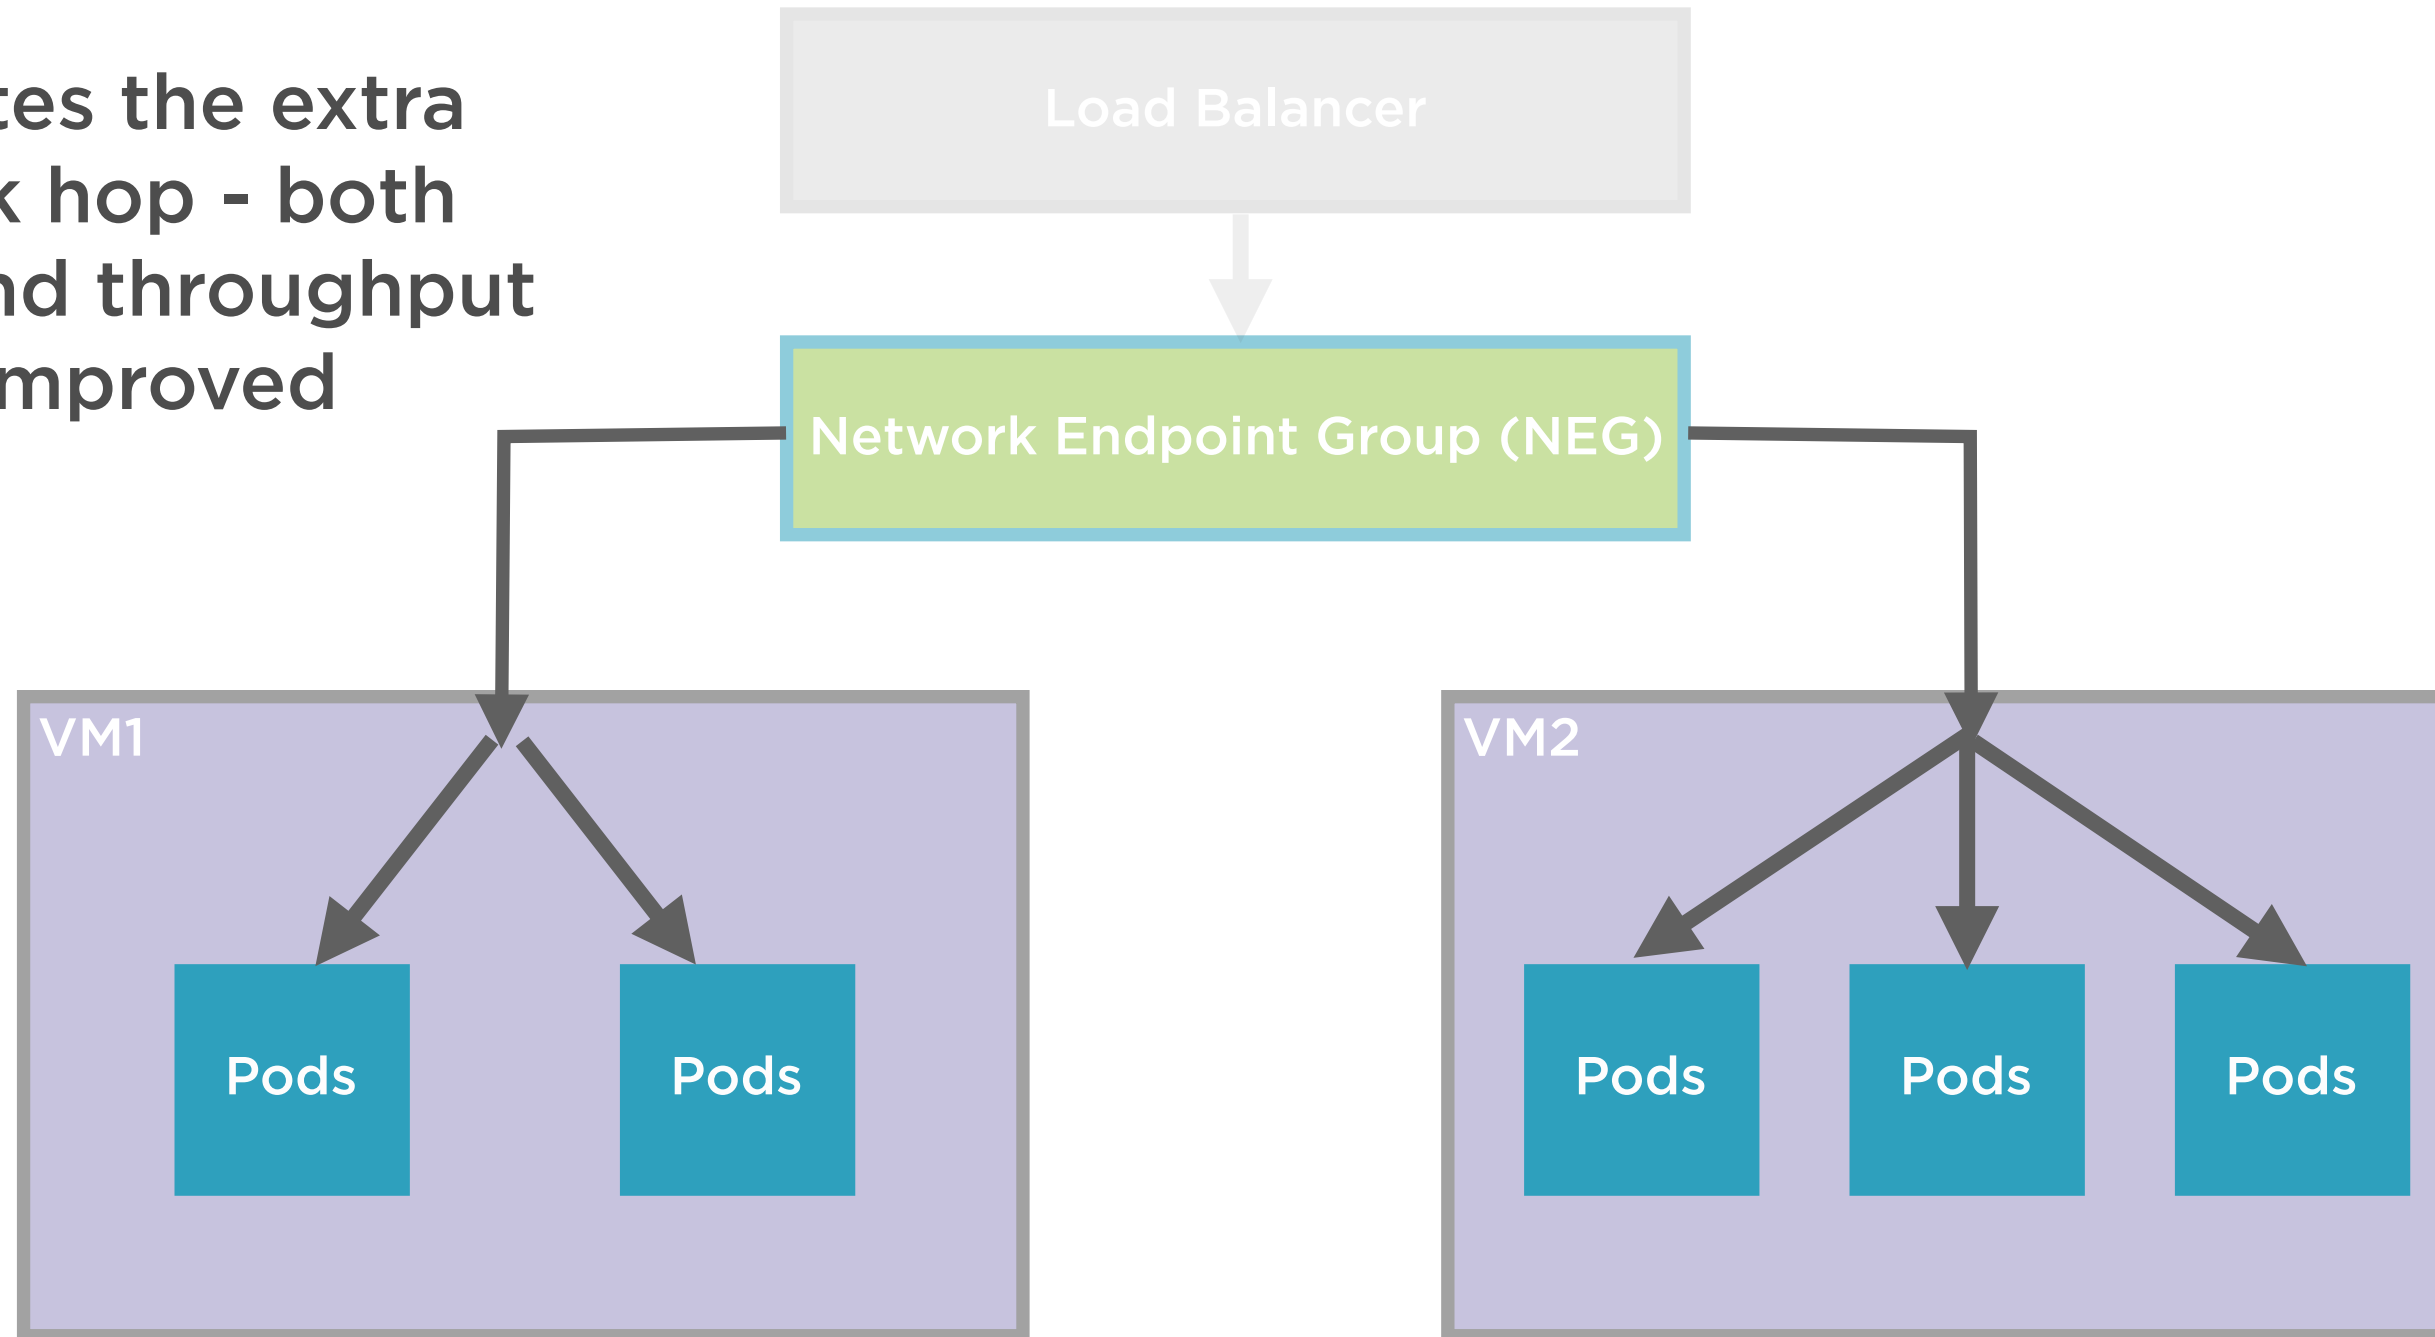 tes the extra
k hop - both
nd throughput
mproved
Load Balancer
Network Endpoint Group (NEG)
VM1
Pods
Pods
VM2
Pods
Pods
Pods